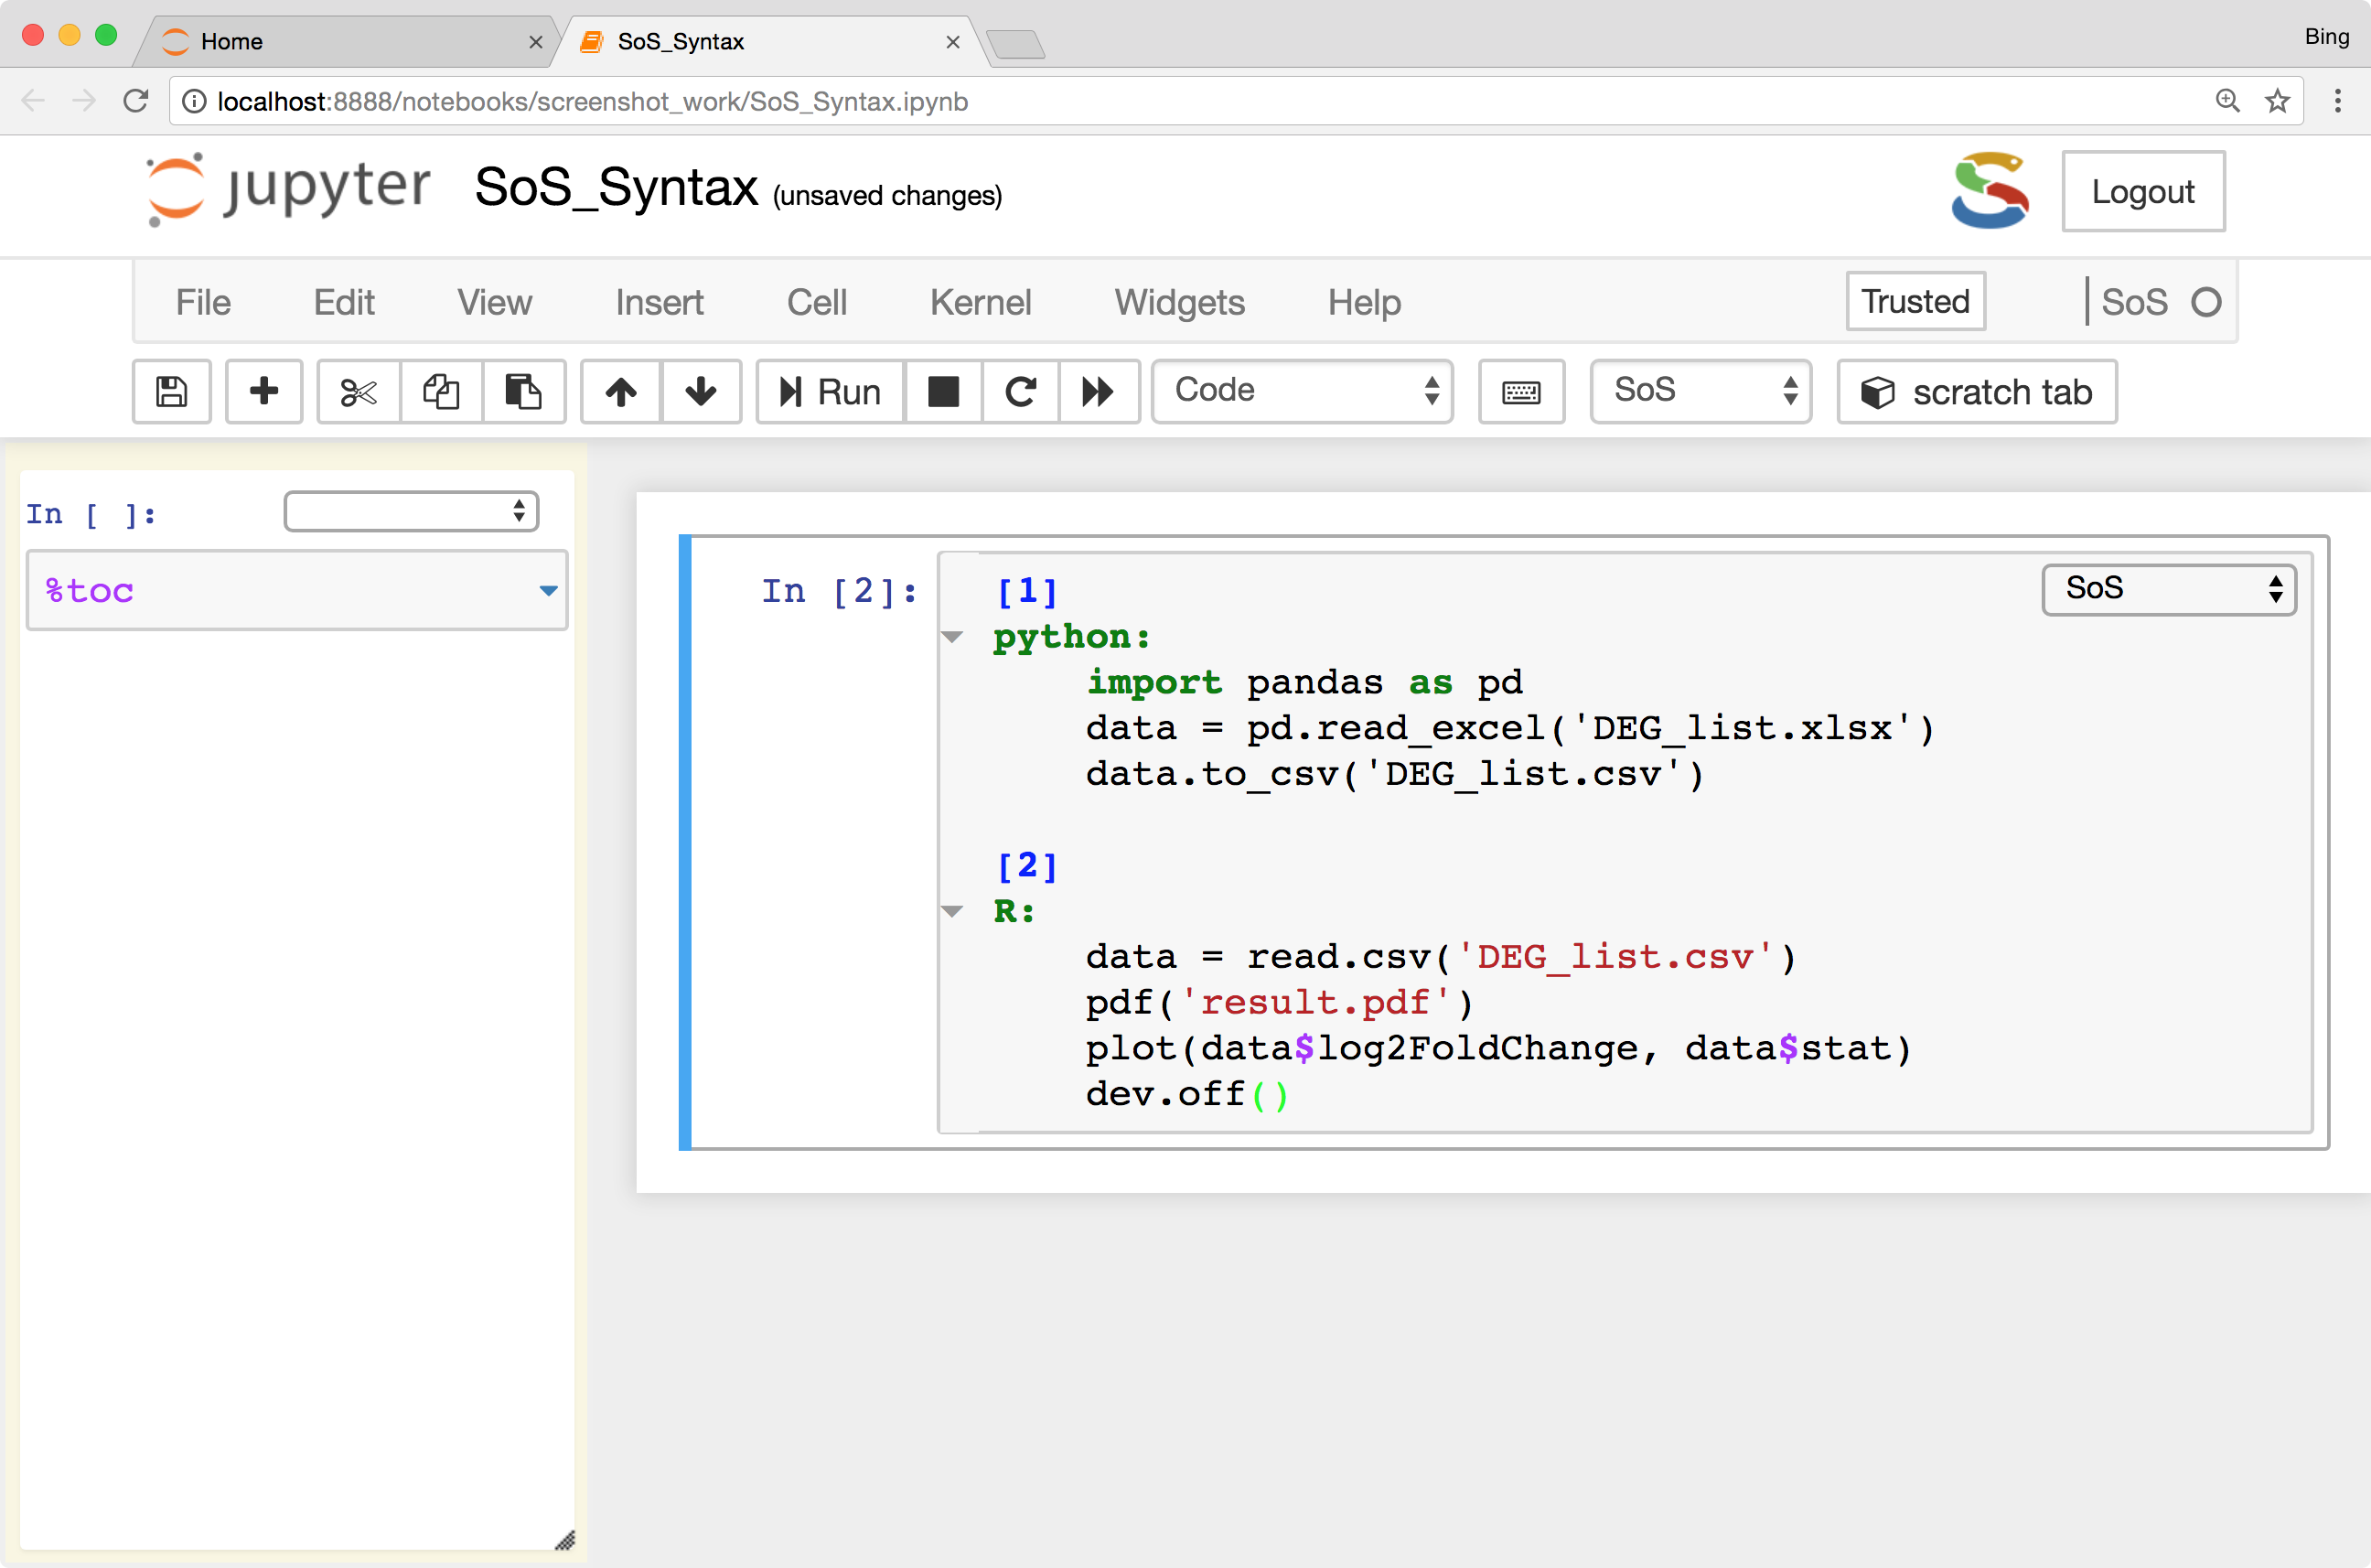 Home
SoS_Syntax
Bing
localhost:8888/notebooks/screenshot_work/SoS_Syntax.ipynb
jupyter SoS_Syntax (unsaved changes)
Logout
File Edit View Insert Cell Kernel Widgets Help Trusted SoS
Run Code SoS scratch tab
In [ ]:
%toc
In [2]:
SoS
[1]
python:
    import pandas as pd
    data = pd.read_excel('DEG_list.xlsx')
    data.to_csv('DEG_list.csv')
[2]
R:
    data = read.csv('DEG_list.csv')
    pdf('result.pdf')
    plot(data$log2FoldChange, data$stat)
    dev.off()